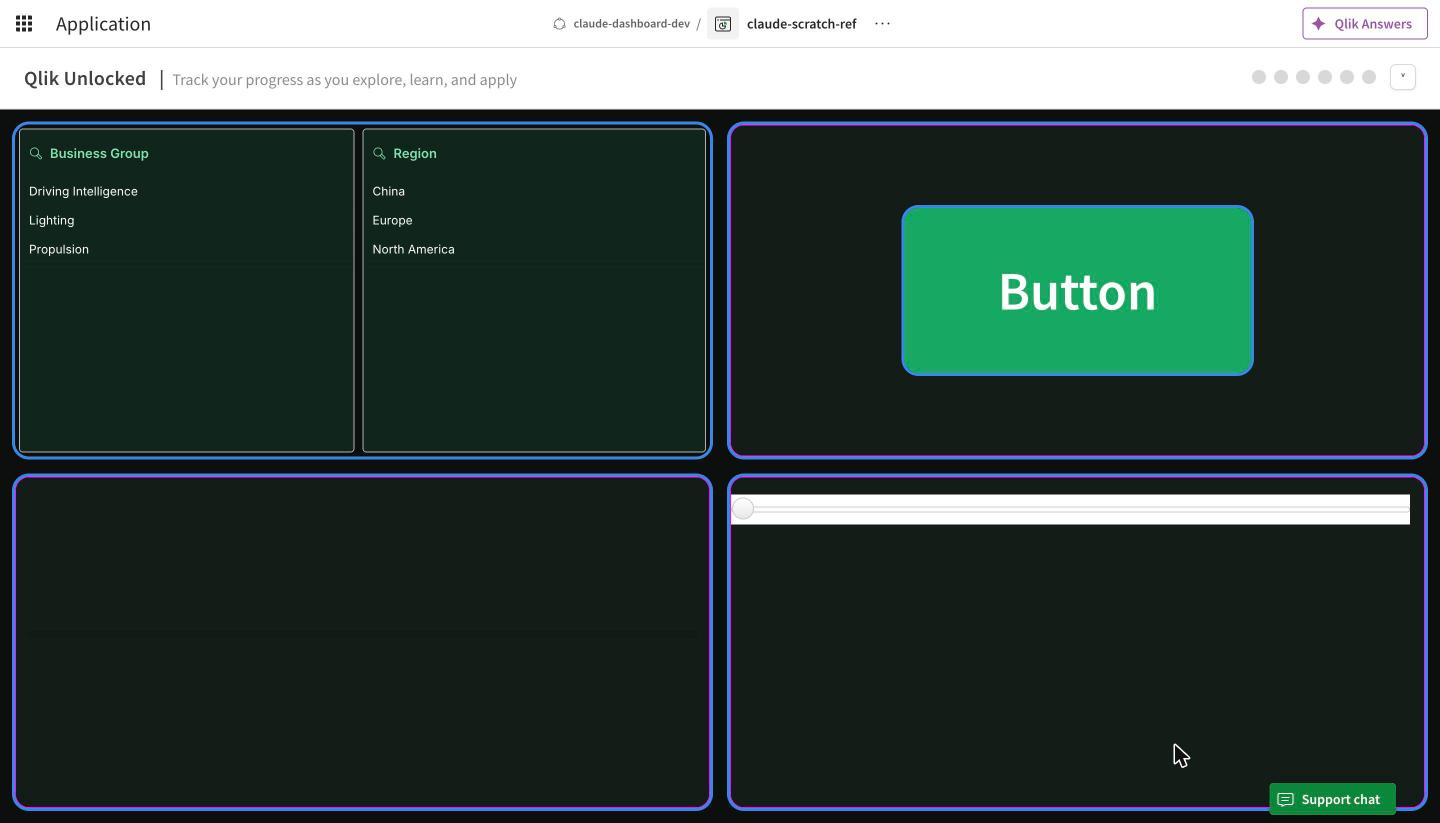 Application
claude-dashboard-dev / claude-scratch-ref ...
Qlik Answers
Qlik Unlocked | Track your progress as you explore, learn, and apply
Business Group
Driving Intelligence
Lighting
Propulsion
Region
China
Europe
North America
Button
Support chat